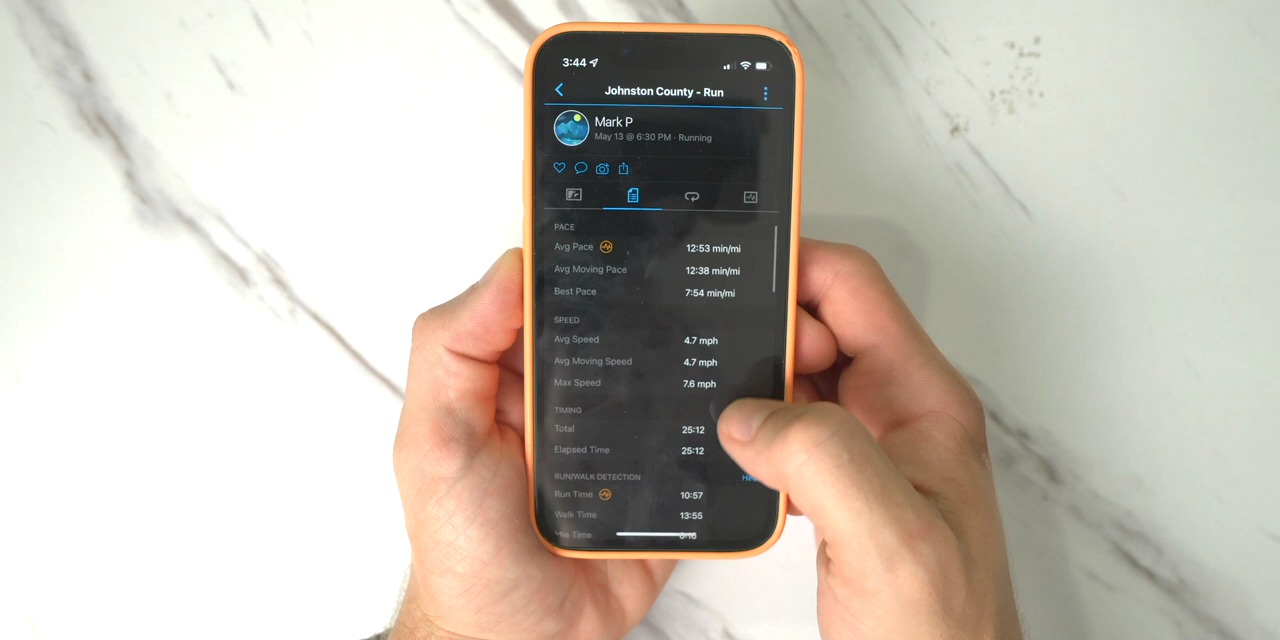 3:44
Johnston County - Run
Mark P
May 13 @ 6:30 PM · Running
PACE
Avg Pace 12:53 min/mi
Avg Moving Pace 12:38 min/mi
Best Pace 7:54 min/mi
SPEED
Avg Speed 4.7 mph
Avg Moving Speed 4.7 mph
Max Speed 7.6 mph
TIMING
Total 25:12
Elapsed Time 25:12
RUN/WALK DETECTION
Run Time 10:57
Walk Time 13:55
Idle Time